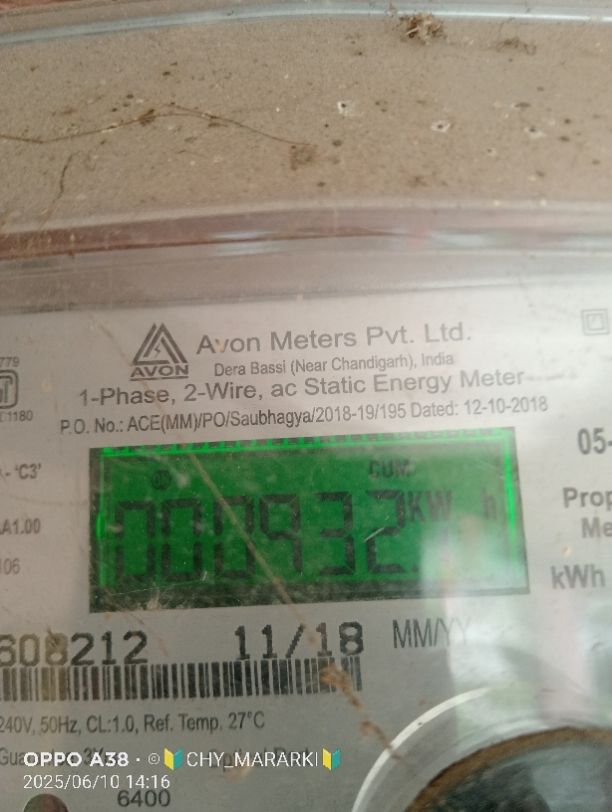 Avon Meters Pvt. Ltd.
AVON
Dera Bassi (Near Chandigarh), India
1-Phase, 2-Wire, ac Static Energy Meter
P.O. No.: ACE(MM)/PO/Saubhagya/2018-19/195 Dated: 12-10-2018
779
1180
- 'C3'
A1.00
106
05-
Prop
Me
kWh
CUM
000932 KW h
608212 11/18 MM/YY
240V, 50Hz, CL:1.0, Ref. Temp. 27°C
Gua
6400
OPPO A38 · ©🔰CHY_MARARKI🔰
2025/06/10 14:16